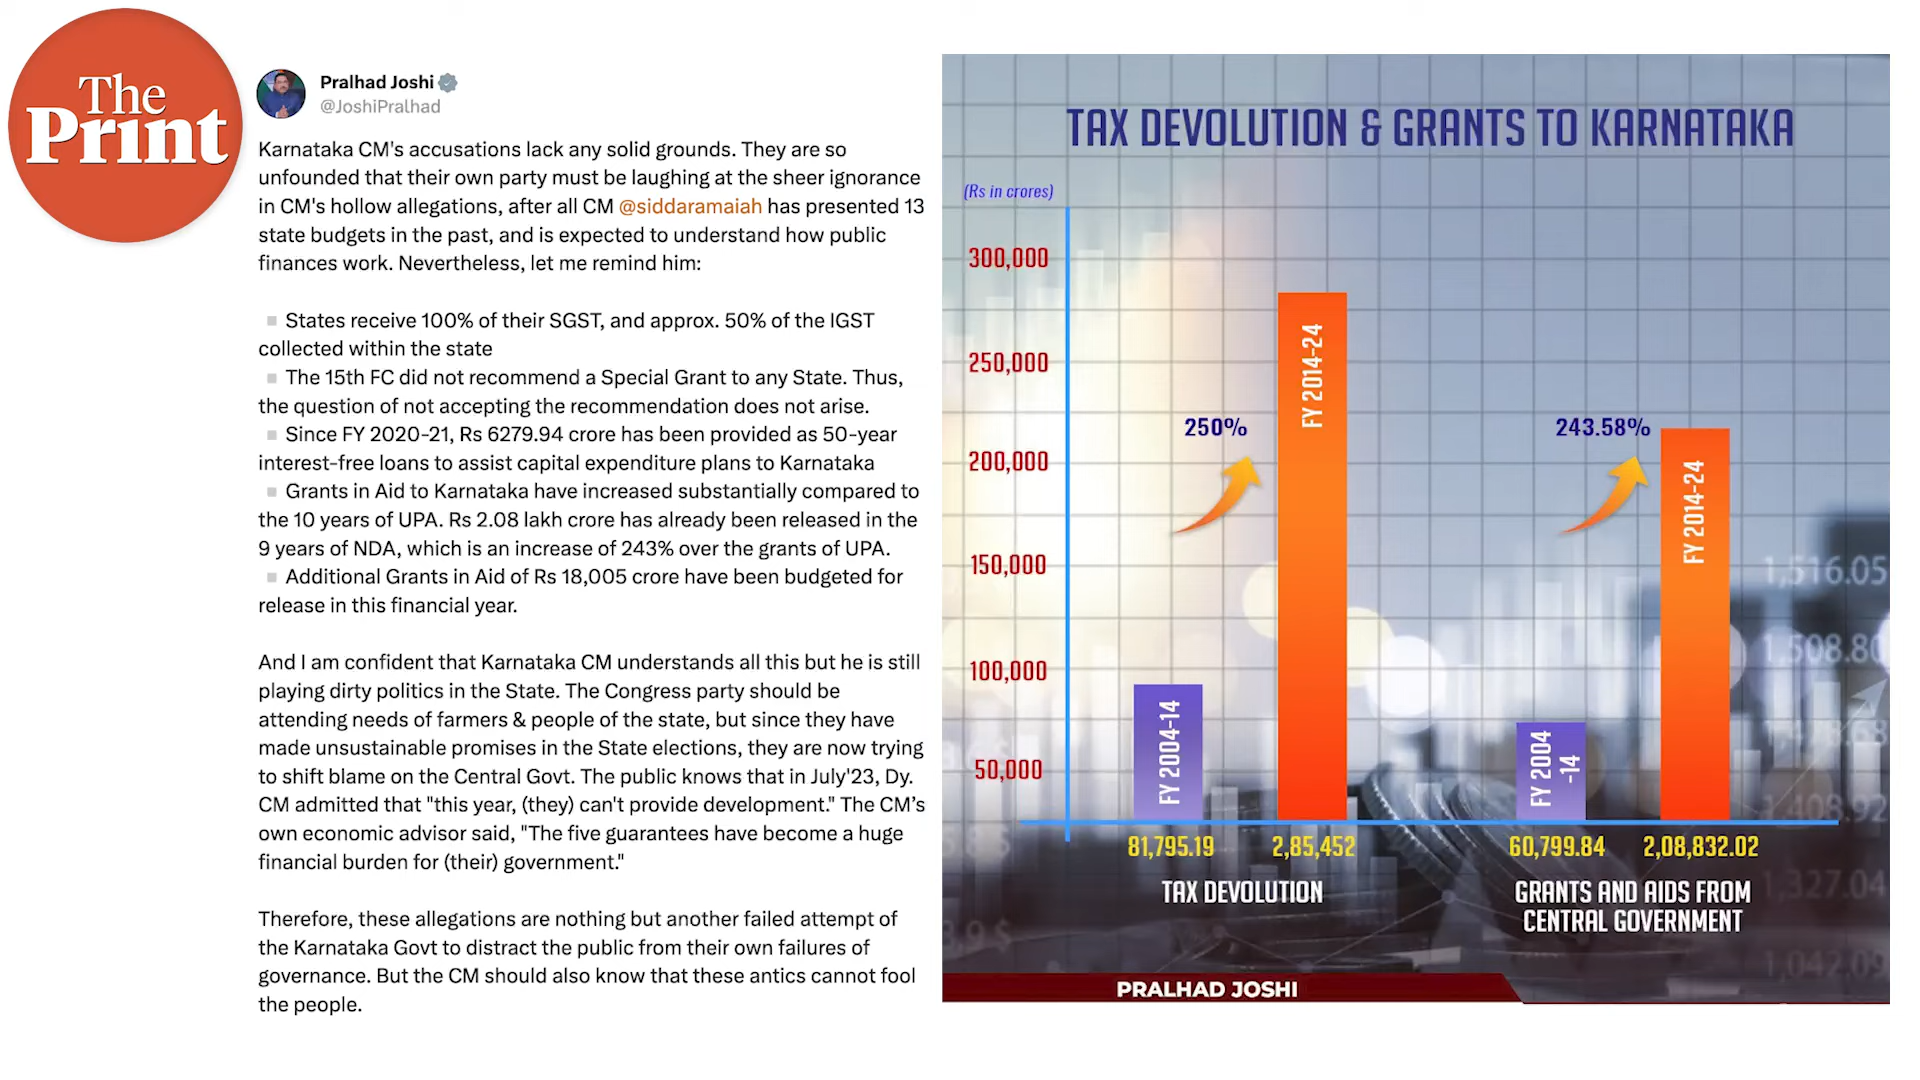 The
Print
Pralhad Joshi
@JoshiPralhad
Karnataka CM's accusations lack any solid grounds. They are so
unfounded that their own party must be laughing at the sheer ignorance
in CM's hollow allegations, after all CM @siddaramaiah has presented 13
state budgets in the past, and is expected to understand how public
finances work. Nevertheless, let me remind him:
States receive 100% of their SGST, and approx. 50% of the IGST
collected within the state
The 15th FC did not recommend a Special Grant to any State. Thus,
the question of not accepting the recommendation does not arise.
Since FY 2020-21, Rs 6279.94 crore has been provided as 50-year
interest-free loans to assist capital expenditure plans to Karnataka
Grants in Aid to Karnataka have increased substantially compared to
the 10 years of UPA. Rs 2.08 lakh crore has already been released in the
9 years of NDA, which is an increase of 243% over the grants of UPA.
Additional Grants in Aid of Rs 18,005 crore have been budgeted for
release in this financial year.
And I am confident that Karnataka CM understands all this but he is still
playing dirty politics in the State. The Congress party should be
attending needs of farmers & people of the state, but since they have
made unsustainable promises in the State elections, they are now trying
to shift blame on the Central Govt. The public knows that in July'23, Dy.
CM admitted that "this year, (they) can't provide development." The CM's
own economic advisor said, "The five guarantees have become a huge
financial burden for (their) government."
Therefore, these allegations are nothing but another failed attempt of
the Karnataka Govt to distract the public from their own failures of
governance. But the CM should also know that these antics cannot fool
the people.
TAX DEVOLUTION & GRANTS TO KARNATAKA
(Rs in crores)
300,000
250,000
200,000
150,000
100,000
50,000
250%
243.58%
FY 2004-14
FY 2014-24
FY 2004
-14
FY 2014-24
81,795.19
2,85,452
60,799.84
2,08,832.02
TAX DEVOLUTION
GRANTS AND AIDS FROM
CENTRAL GOVERNMENT
1,516.05
1,508.80
1,408.92
1,327.04
1,042.09
PRALHAD JOSHI